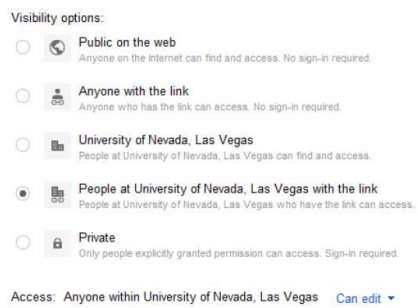 Visibility options:
Public on the web
Anyone on the Internet can find and access. No sign-in required.
Anyone with the link
Anyone who has the link can access. No sign-in required.
University of Nevada, Las Vegas
People at University of Nevada, Las Vegas can find and access.
People at University of Nevada, Las Vegas with the link
People at University of Nevada, Las Vegas who have the link can access.
Private
Only people explicitly granted permission can access. Sign-in required.
Access: Anyone within University of Nevada, Las Vegas Can edit